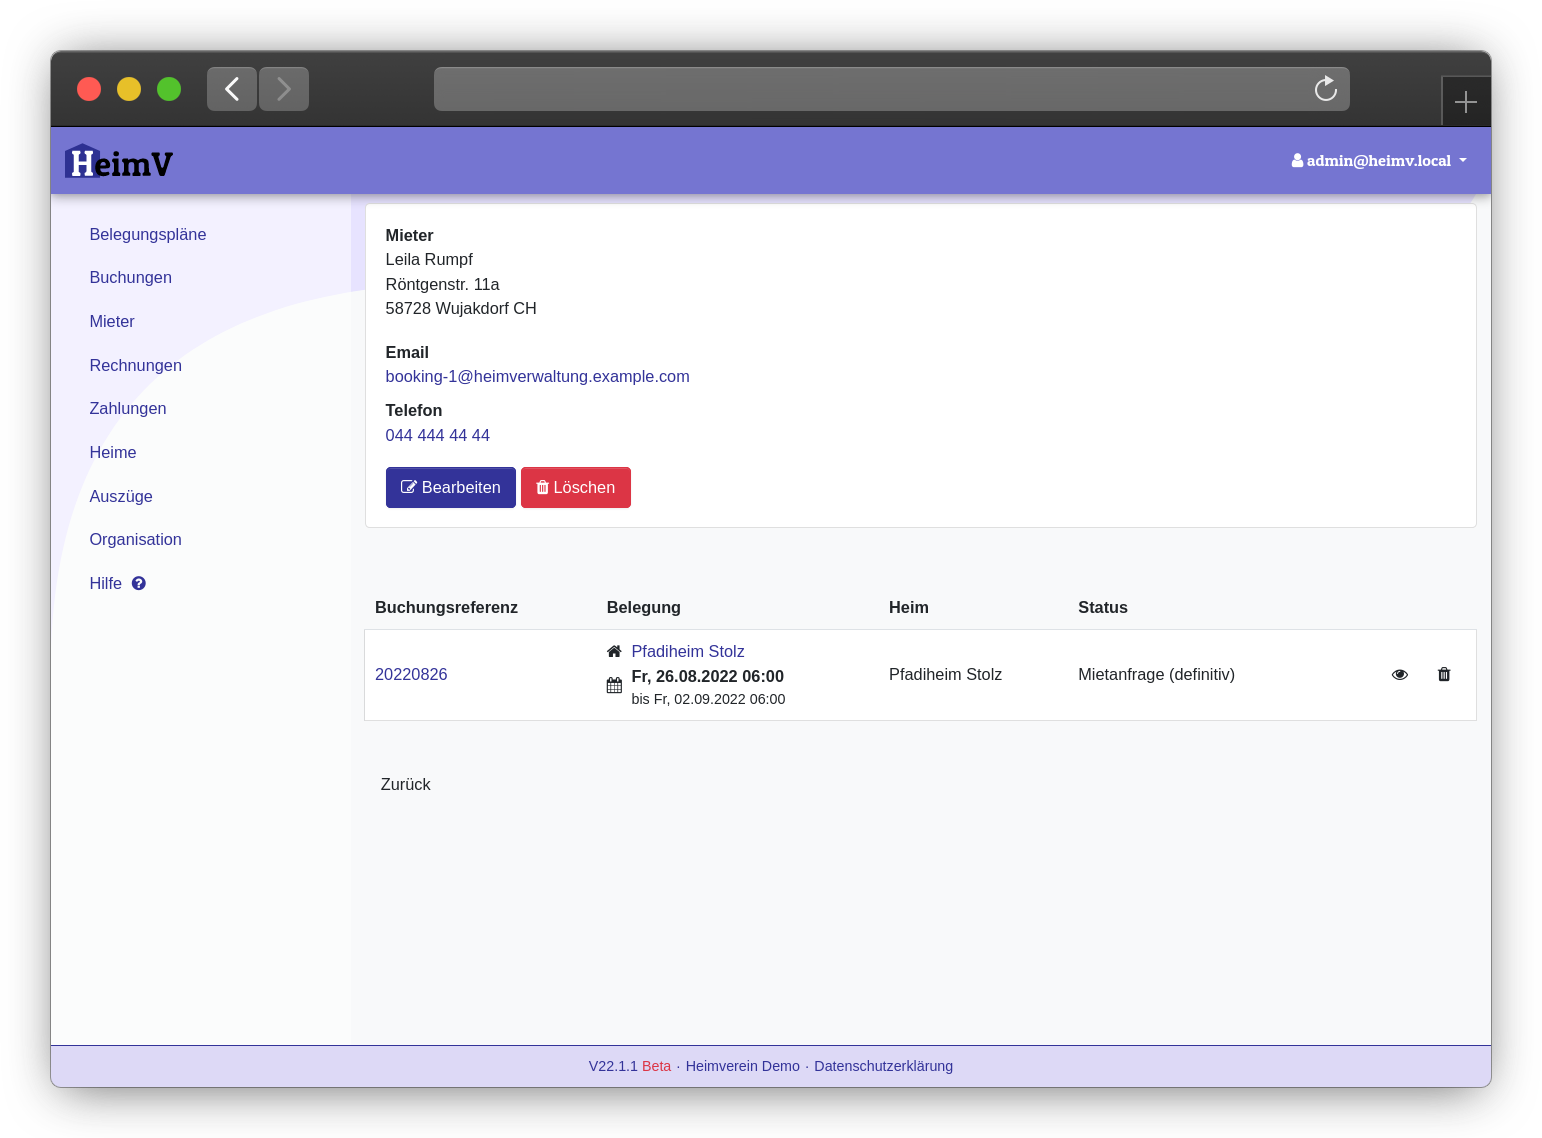 HeimV
admin@heimv.local
Belegungspläne
Buchungen
Mieter
Rechnungen
Zahlungen
Heime
Auszüge
Organisation
Hilfe
Mieter
Leila Rumpf
Röntgenstr. 11a
58728 Wujakdorf CH
Email
booking-1@heimverwaltung.example.com
Telefon
044 444 44 44
Bearbeiten Löschen
Buchungsreferenz Belegung Heim Status
Pfadiheim Stolz
20220826 Fr, 26.08.2022 06:00 Pfadiheim Stolz Mietanfrage (definitiv)
bis Fr, 02.09.2022 06:00
Zurück
V22.1.1 Beta · Heimverein Demo · Datenschutzerklärung